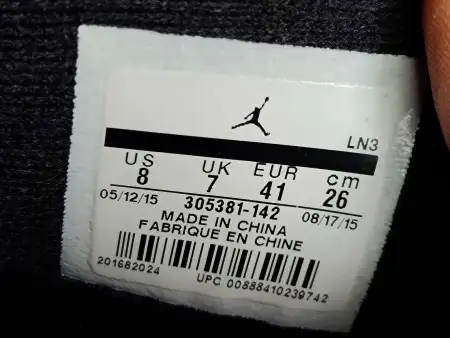 LN3
US UK EUR cm
8 7 41 26
05/12/15 305381-142 08/17/15
MADE IN CHINA
FABRIQUE EN CHINE
201682024
UPC 00888410239742